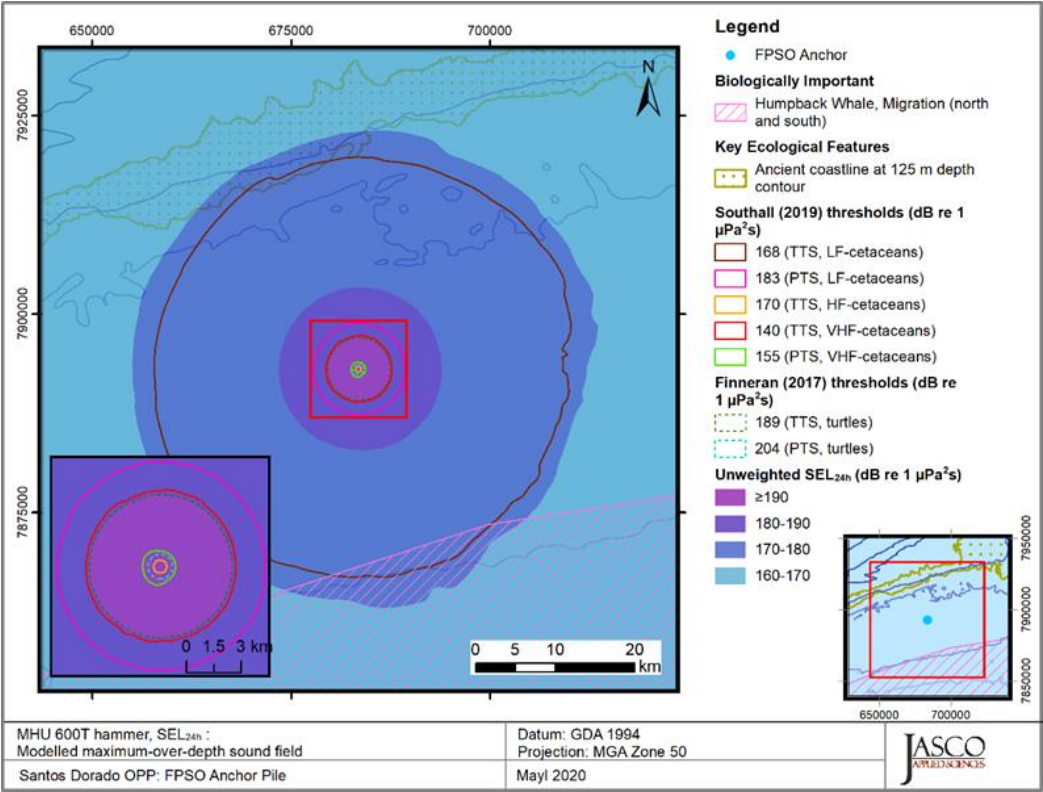 650000
675000
700000
7925000
7900000
7875000
N
0 1.5 3 km
0 5 10 20
km
Legend
FPSO Anchor
Biologically Important
Humpback Whale, Migration (north
and south)
Key Ecological Features
Ancient coastline at 125 m depth
contour
Southall (2019) thresholds (dB re 1
µPa²s)
168 (TTS, LF-cetaceans)
183 (PTS, LF-cetaceans)
170 (TTS, HF-cetaceans)
140 (TTS, VHF-cetaceans)
155 (PTS, VHF-cetaceans)
Finneran (2017) thresholds (dB re
1 µPa²s)
189 (TTS, turtles)
204 (PTS, turtles)
Unweighted SEL24h (dB re 1 µPa²s)
≥190
180-190
170-180
160-170
7950000
7900000
7850000
650000
700000
MHU 600T hammer, SEL24h :
Modelled maximum-over-depth sound field
Santos Dorado OPP: FPSO Anchor Pile
Datum: GDA 1994
Projection: MGA Zone 50
Mayl 2020
JASCO
APPLIED SCIENCES